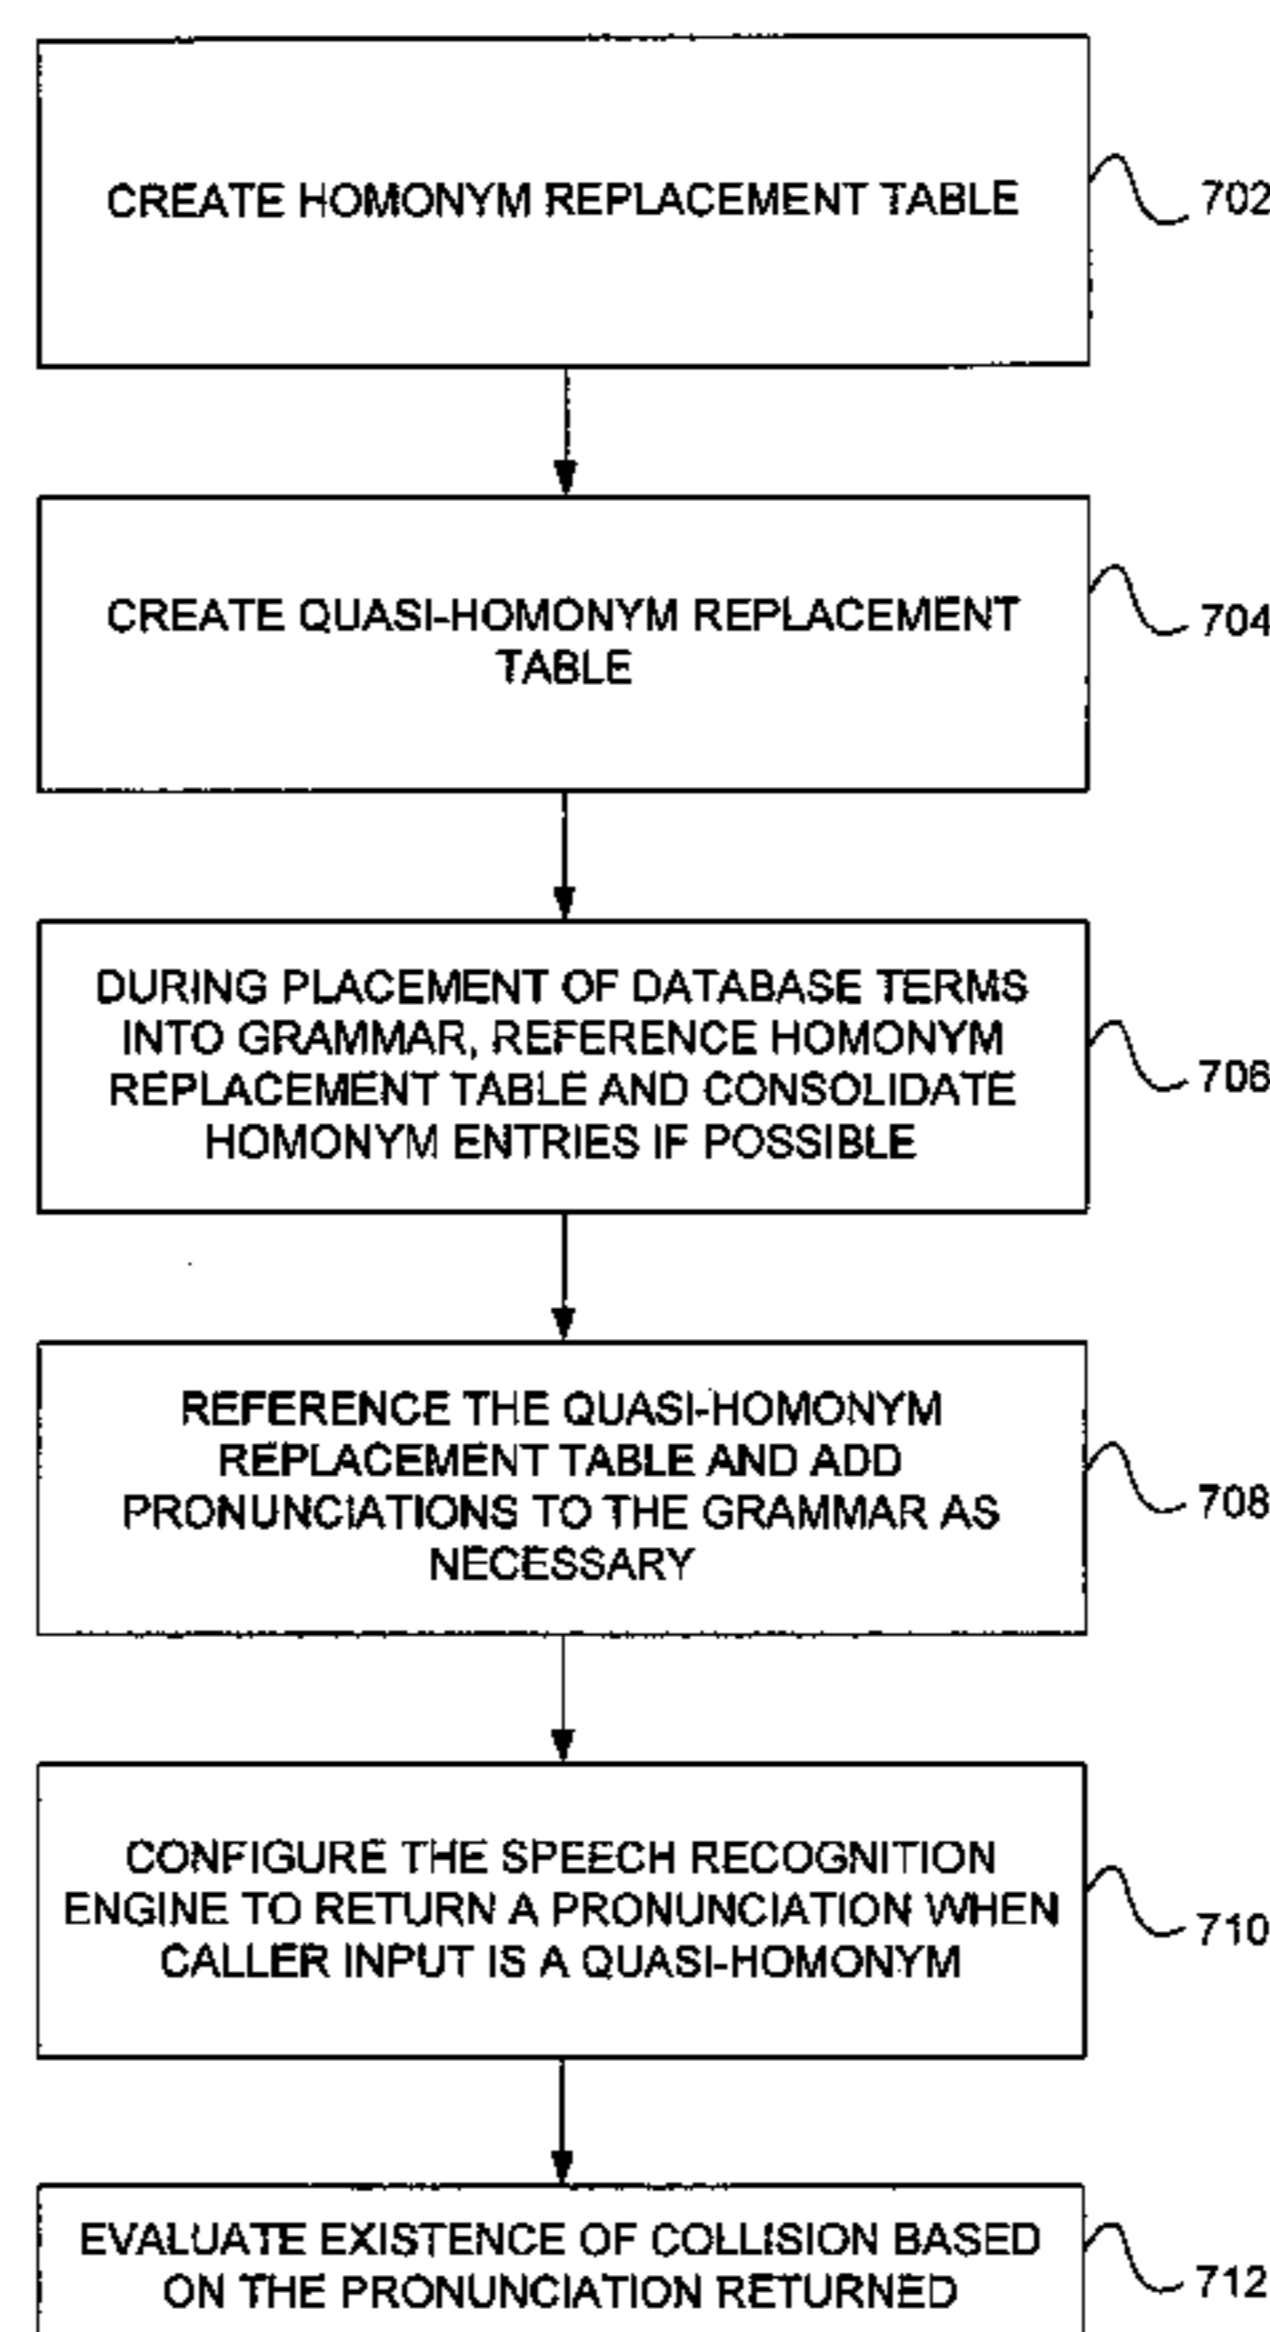 CREATE HOMONYM REPLACEMENT TABLE
702
CREATE QUASI-HOMONYM REPLACEMENT
TABLE
704
DURING PLACEMENT OF DATABASE TERMS
INTO GRAMMAR, REFERENCE HOMONYM
REPLACEMENT TABLE AND CONSOLIDATE
HOMONYM ENTRIES IF POSSIBLE
706
REFERENCE THE QUASI-HOMONYM
REPLACEMENT TABLE AND ADD
PRONUNCIATIONS TO THE GRAMMAR AS
NECESSARY
708
CONFIGURE THE SPEECH RECOGNITION
ENGINE TO RETURN A PRONUNCIATION WHEN
CALLER INPUT IS A QUASI-HOMONYM
710
EVALUATE EXISTENCE OF COLLISION BASED
ON THE PRONUNCIATION RETURNED
712